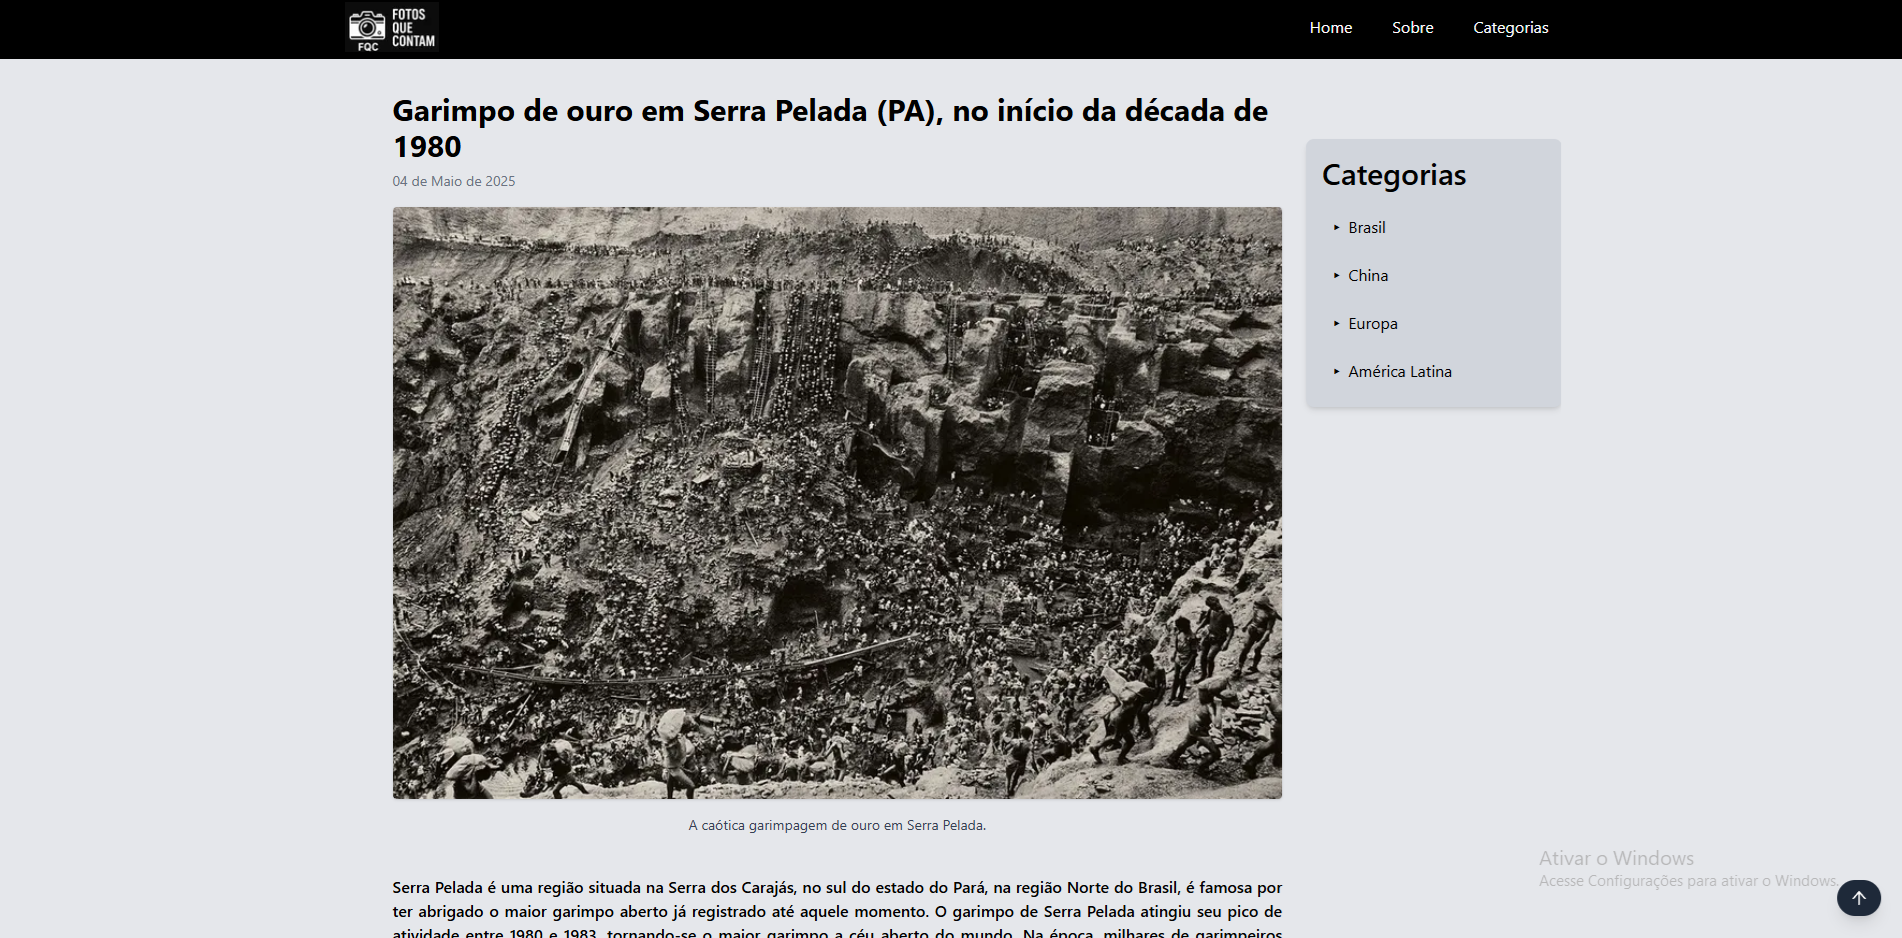 FOTOS
QUE
CONTAM
FQC
Home Sobre Categorias
Garimpo de ouro em Serra Pelada (PA), no início da década de
1980
04 de Maio de 2025
Categorias
‣ Brasil
‣ China
‣ Europa
‣ América Latina
A caótica garimpagem de ouro em Serra Pelada.
Serra Pelada é uma região situada na Serra dos Carajás, no sul do estado do Pará, na região Norte do Brasil, é famosa por
ter abrigado o maior garimpo aberto já registrado até aquele momento. O garimpo de Serra Pelada atingiu seu pico de
atividade entre 1980 e 1983, tornando-se o maior garimpo a céu aberto do mundo. Na época, milhares de garimpeiros
Ativar o Windows
Acesse Configurações para ativar o Windows.